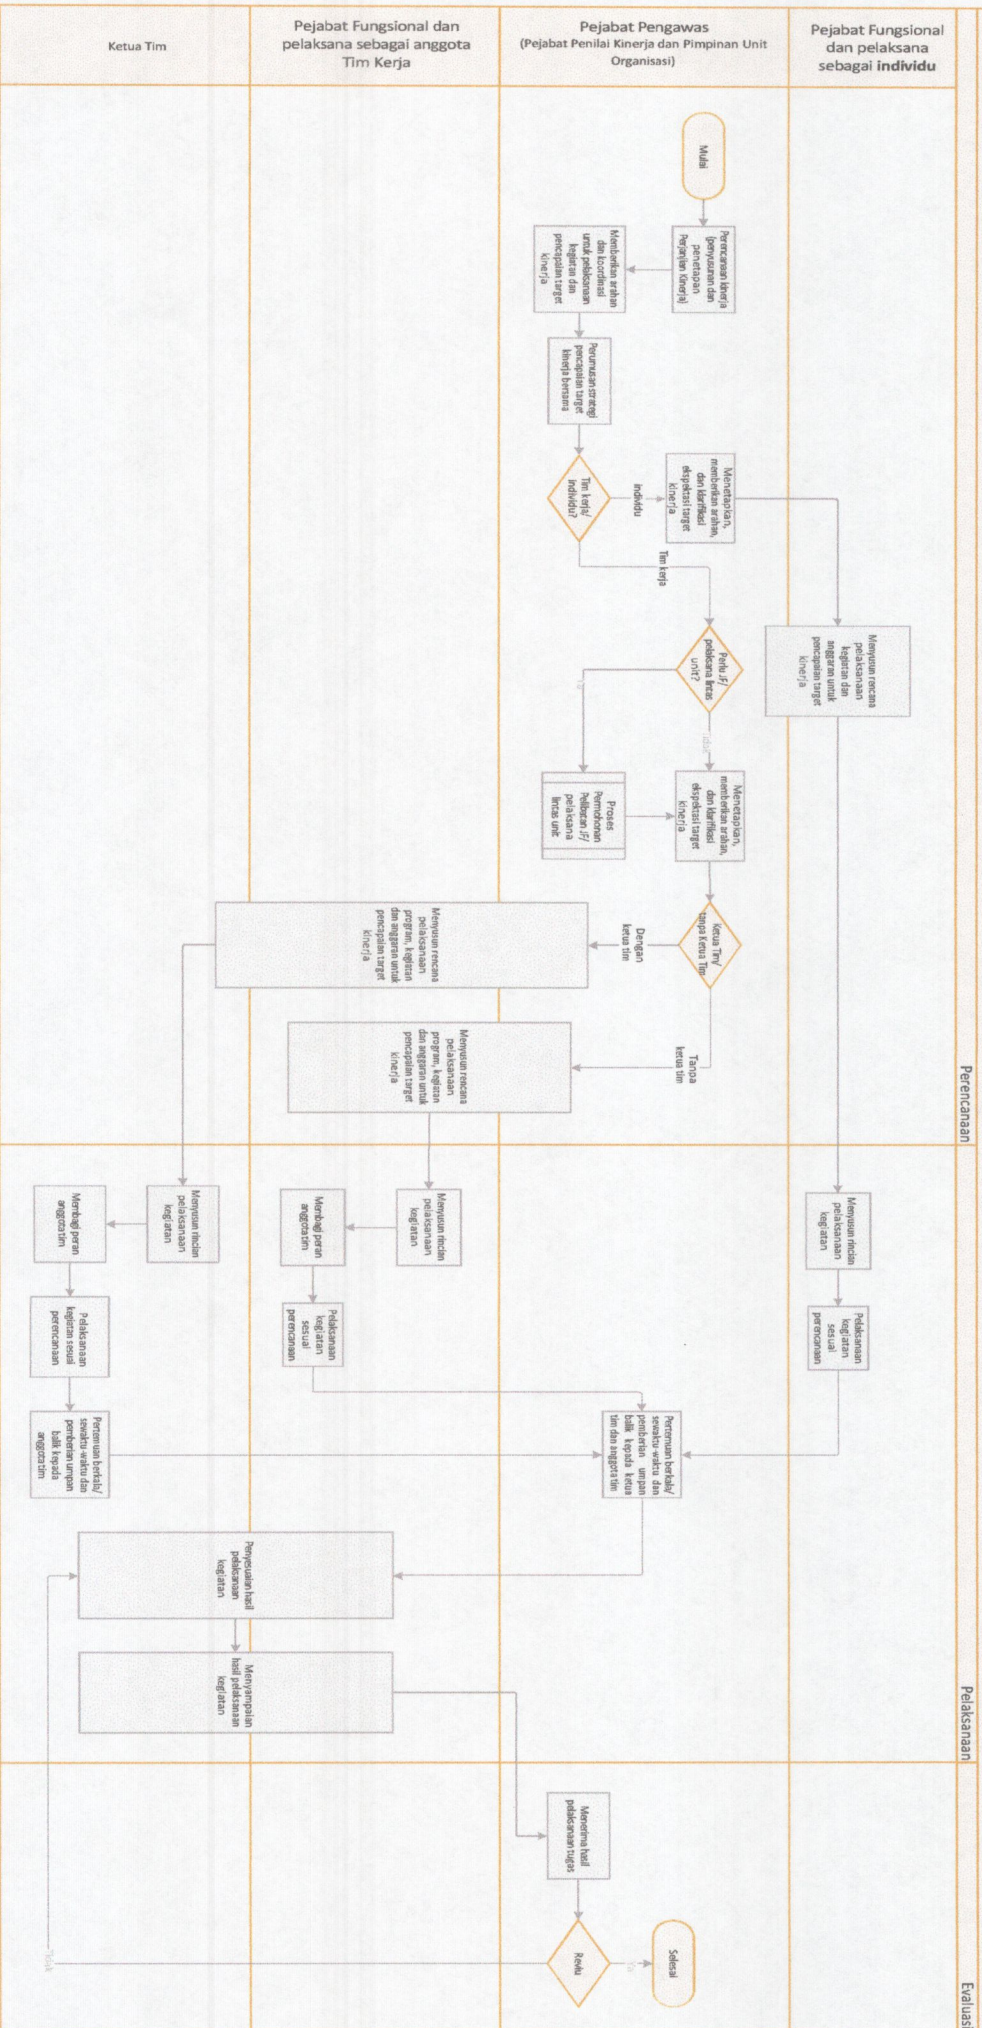 Ketua Tim
Pejabat Fungsional dan
pelaksana sebagai anggota
Tim Kerja
Pejabat Pengawas
(Pejabat Penilai Kinerja dan Pimpinan Unit
Organisasi)
Pejabat Fungsional
dan pelaksana
sebagai individu
Perencanaan
Mulai
Perencanaan kinerja
(penyusunan dan
penetapan
Perjanjian Kinerja)
Memberikan arahan
dan koordinasi
untuk pelaksanaan
kegiatan dan
pencapaian target
kinerja
Perumusan strategi
pencapaian target
kinerja bersama
Tim kerja/
individu?
individu
Menetapkan,
memberikan arahan,
dan klarifikasi
ekspektasi target
kinerja
Tim kerja
Menyusun rencana
pelaksanaan
kegiatan dan
anggaran untuk
pencapaian target
kinerja
Perlu JF/
pelaksana lintas
unit?
Ya
Tidak
Proses
Permohonan
Pelibatan JF/
pelaksana
lintas unit
Menetapkan,
memberikan arahan,
dan klarifikasi
ekspektasi target
kinerja
Ketua Tim/
tanpa Ketua Tim
Dengan
ketua tim
Tanpa
ketua tim
Menyusun rencana
pelaksanaan
program, kegiatan
dan anggaran untuk
pencapaian target
kinerja
Menyusun rencana
pelaksanaan
program, kegiatan
dan anggaran untuk
pencapaian target
kinerja
Pelaksanaan
Menyusun rincian
pelaksanaan
kegiatan
Pelaksanaan
kegiatan
sesuai
perencanaan
Menyusun rincian
pelaksanaan
kegiatan
Membagi peran
anggota tim
Pelaksanaan
kegiatan
sesuai
perencanaan
Menyusun rincian
pelaksanaan
kegiatan
Membagi peran
anggota tim
Pelaksanaan
kegiatan sesuai
perencanaan
Pertemuan berkala/
sewaktu-waktu dan
pemberian umpan
balik kepada
anggota tim
Pertemuan berkala/
sewaktu-waktu dan
pemberian umpan
balik kepada ketua
tim dan anggota tim
Penyesuaian hasil
pelaksanaan
kegiatan
Menyampaian
hasil pelaksanaan
kegiatan
Evaluasi
Menerima hasil
pelaksanaan tugas
Reviu
Ya
Selesai
Tidak